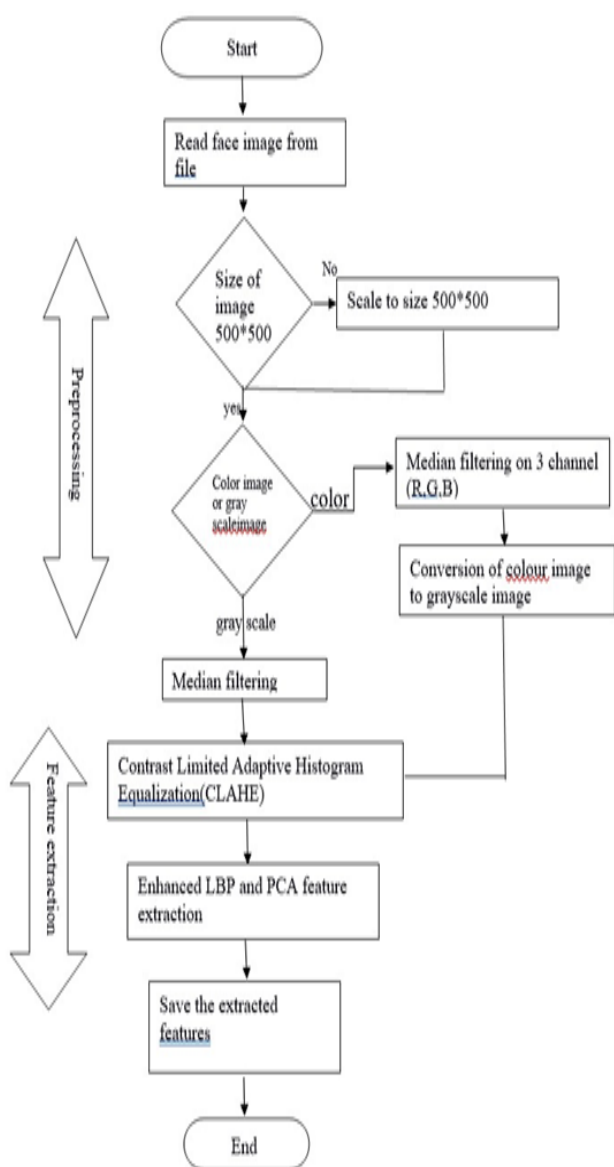 Start
Read face image from
file
Size of
image
500*500
No
Scale to size 500*500
yes
Color image
or gray
scaleimage
color
Median filtering on 3 channel
(R.G.B)
Conversion of colour image
to grayscale image
gray scale
Median filtering
Preprocessing
Contrast Limited Adaptive Histogram
Equalization(CLAHE)
Enhanced LBP and PCA feature
extraction
Save the extracted
features
Feature extraction
End